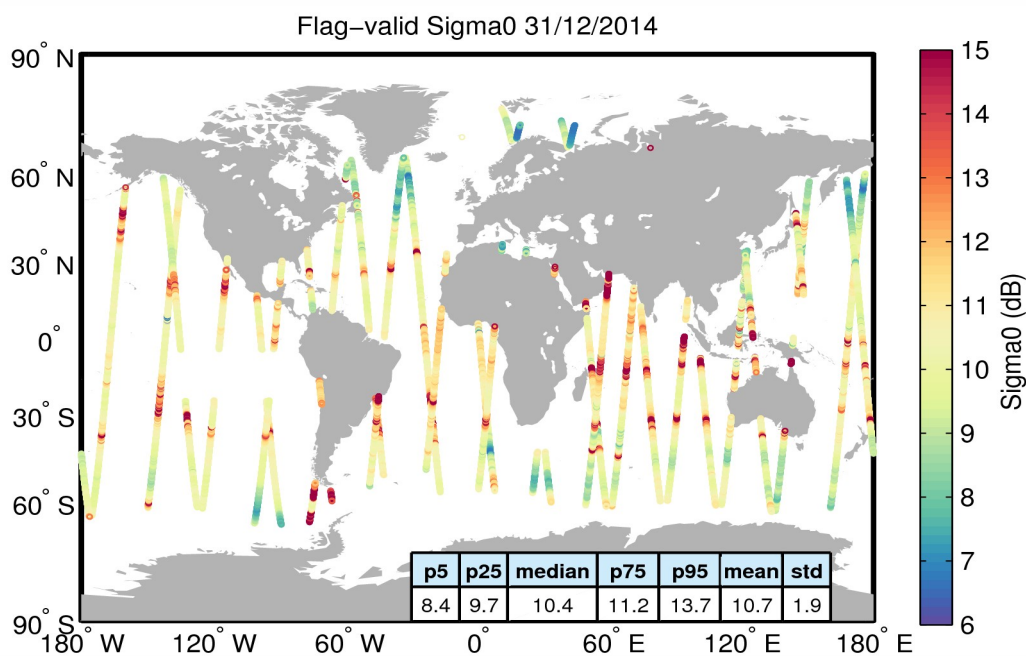 Flag-valid Sigma0 31/12/2014
90° N
60° N
30° N
0°
30° S
60° S
90° S
180° W
120° W
60° W
0°
60° E
120° E
180° E
p5 p25 median p75 p95 mean std
8.4 9.7 10.4 11.2 13.7 10.7 1.9
15
14
13
12
11
10
9
8
7
6
Sigma0 (dB)